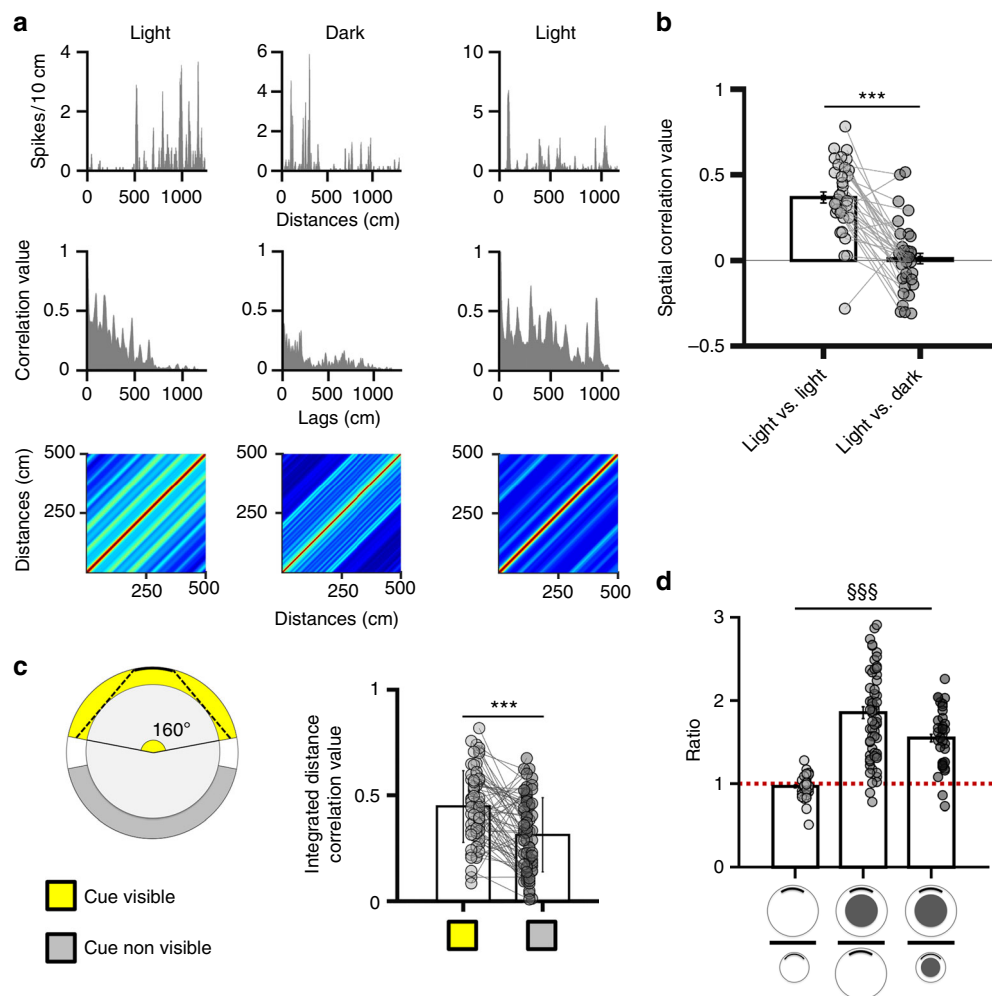 a
Light
Dark
Light
4
2
0
0 500 1000
Spikes/10 cm
6
4
2
0
0 500 1000
10
5
0
0 500 1000
Distances (cm)
1
0.5
0
0 500 1000
Correlation value
1
0.5
0
0 500 1000
1
0.5
0
0 500 1000
Lags (cm)
500
250
250 500
Distances (cm)
500
250
250 500
500
250
250 500
Distances (cm)
b
1
0.5
0
–0.5
Spatial correlation value
***
Light vs. light
Light vs. dark
c
160°
Cue visible
Cue non visible
1
0.5
0
Integrated distance
correlation value
***
d
3
2
1
0
Ratio
§§§